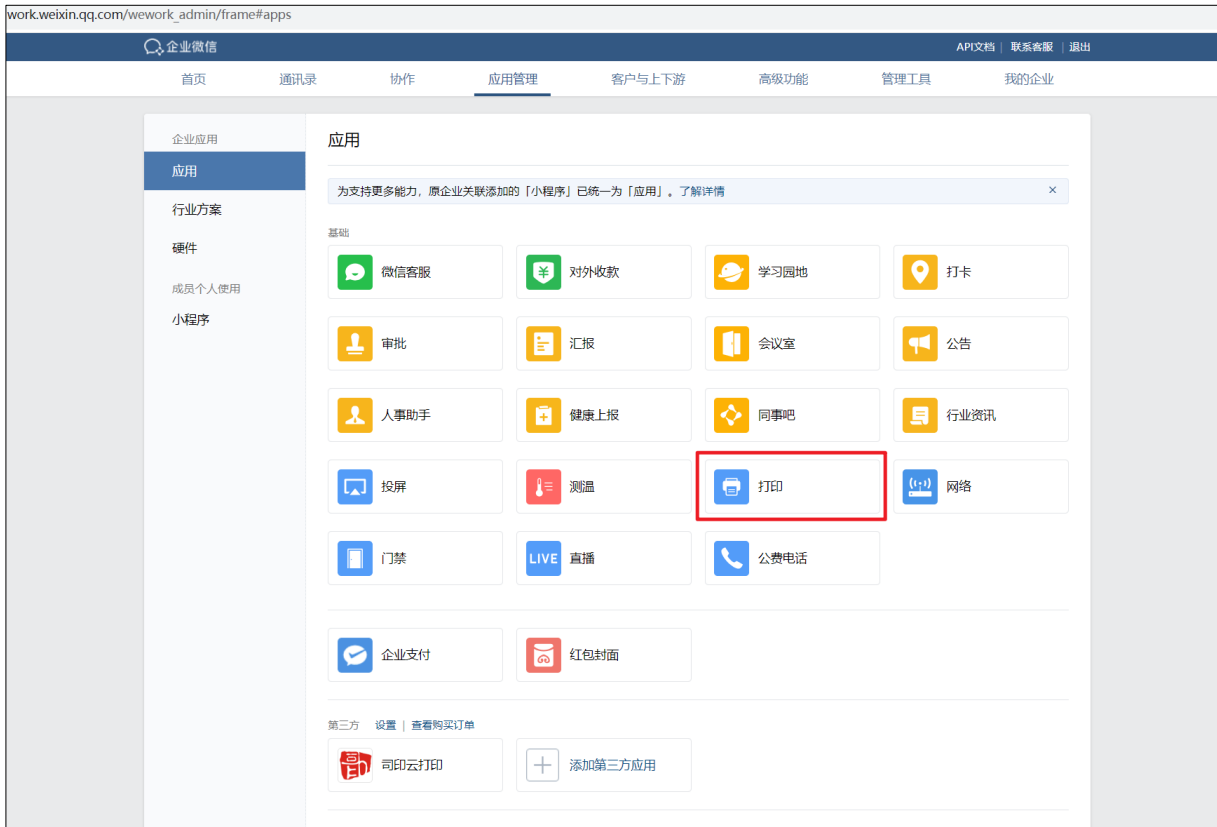 work.weixin.qq.com/wework_admin/frame#apps
企业微信
API文档 | 联系客服 | 退出
首页 通讯录 协作 应用管理 客户与上下游 高级功能 管理工具 我的企业
企业应用
应用
行业方案
硬件
成员个人使用
小程序
应用
为支持更多能力，原企业关联添加的「小程序」已统一为「应用」。了解详情 ×
基础
微信客服 对外收款 学习园地 打卡
审批 汇报 会议室 公告
人事助手 健康上报 同事吧 行业资讯
投屏 测温 打印 网络
门禁 LIVE 直播 公费电话
企业支付 红包封面
第三方 设置 | 查看购买订单
司印 司印云打印 添加第三方应用